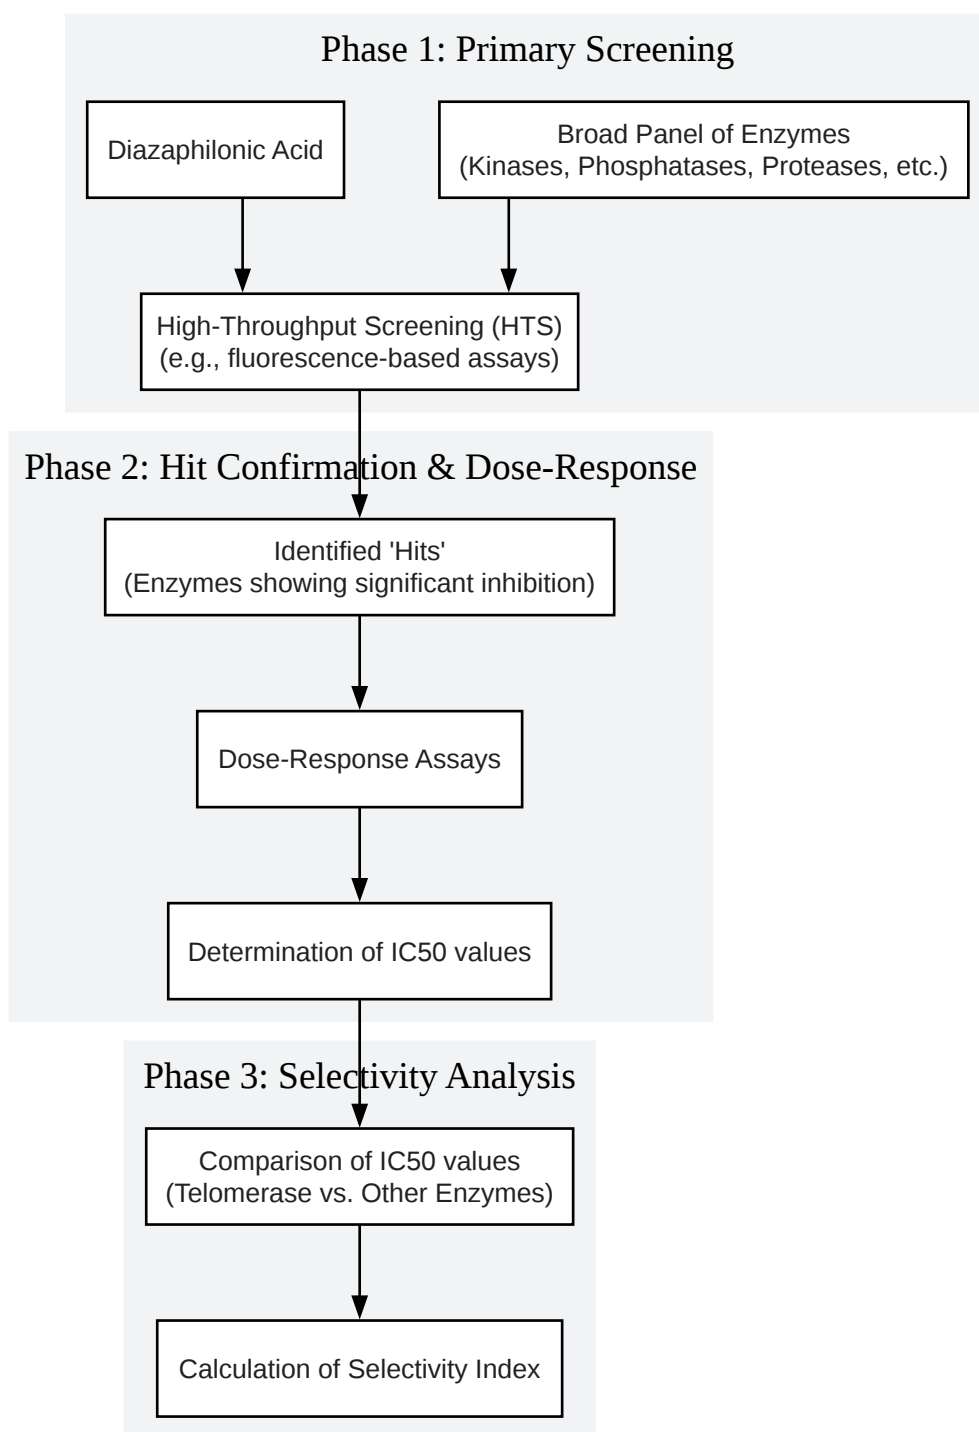 Phase 1: Primary Screening
Diazaphilonic Acid
Broad Panel of Enzymes
(Kinases, Phosphatases, Proteases, etc.)
High-Throughput Screening (HTS)
(e.g., fluorescence-based assays)
Phase 2: Hit Confirmation & Dose-Response
Identified 'Hits'
(Enzymes showing significant inhibition)
Dose-Response Assays
Determination of IC50 values
Phase 3: Selectivity Analysis
Comparison of IC50 values
(Telomerase vs. Other Enzymes)
Calculation of Selectivity Index